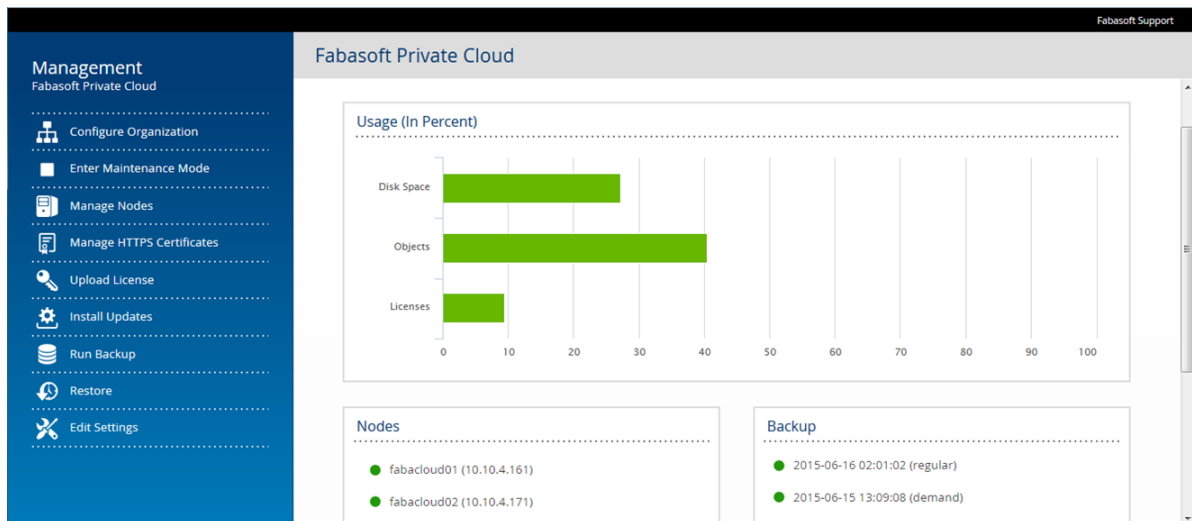 Fabasoft Support
Management
Fabasoft Private Cloud
Configure Organization
Enter Maintenance Mode
Manage Nodes
Manage HTTPS Certificates
Upload License
Install Updates
Run Backup
Restore
Edit Settings
Fabasoft Private Cloud
Usage (In Percent)
Disk Space
Objects
Licenses
0 10 20 30 40 50 60 70 80 90 100
Nodes
fabacloud01 (10.10.4.161)
fabacloud02 (10.10.4.171)
Backup
2015-06-16 02:01:02 (regular)
2015-06-15 13:09:08 (demand)